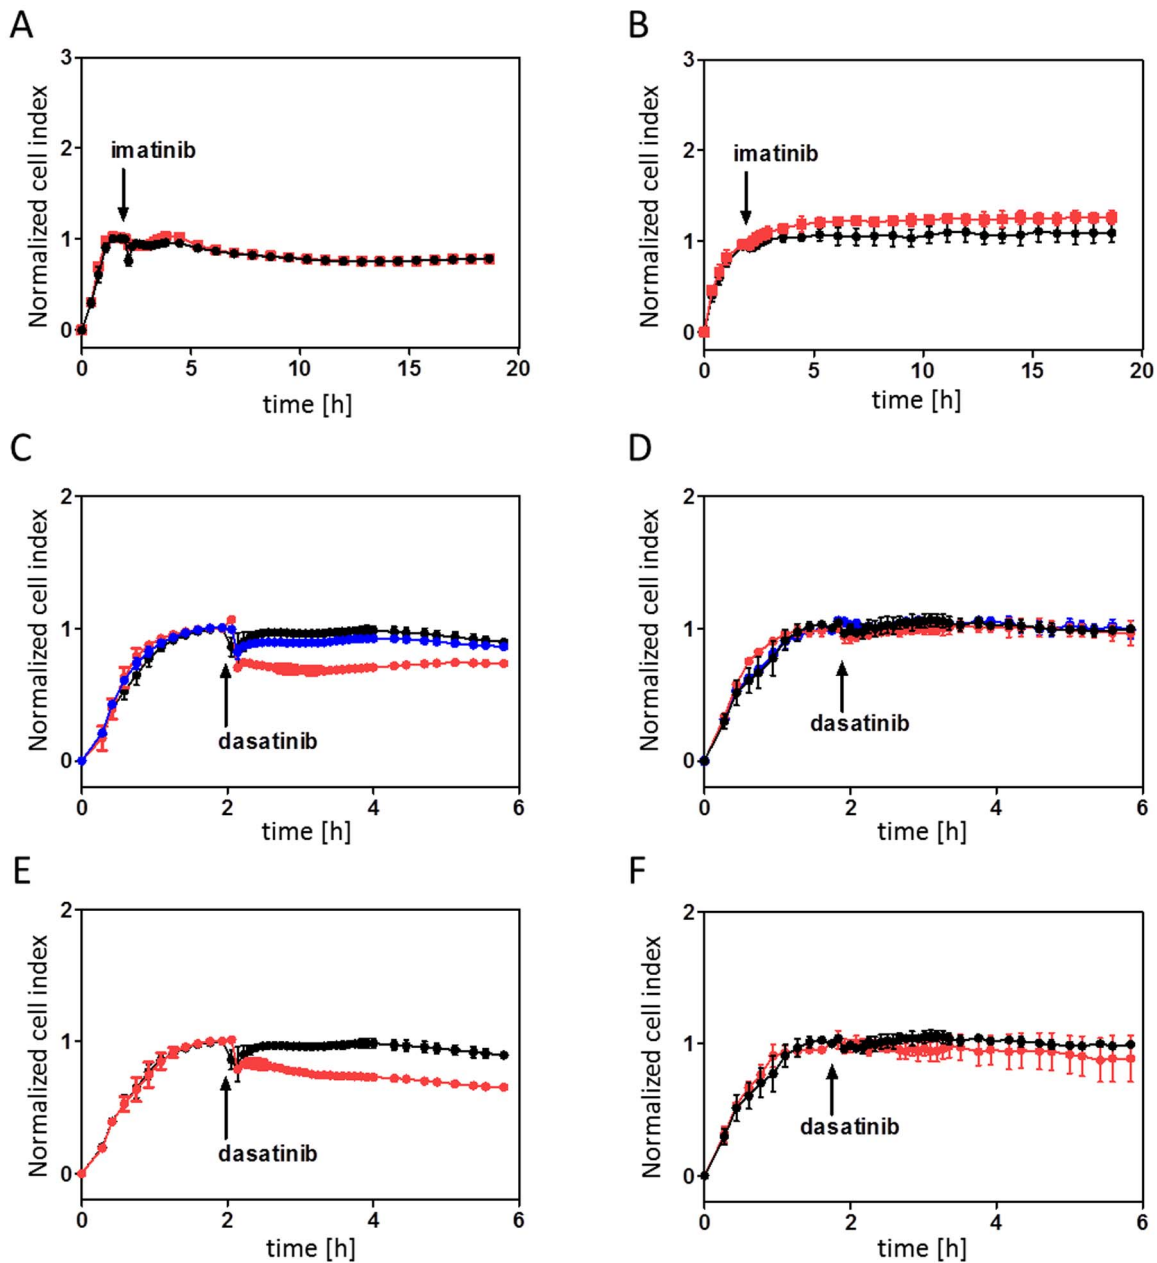 A
Normalized cell index
3
2
1
0
imatinib
0 5 10 15 20
time [h]
B
Normalized cell index
3
2
1
0
imatinib
0 5 10 15 20
time [h]
C
Normalized cell index
2
1
0
dasatinib
0 2 4 6
time [h]
D
Normalized cell index
2
1
0
dasatinib
0 2 4 6
time [h]
E
Normalized cell index
2
1
0
dasatinib
0 2 4 6
time [h]
F
Normalized cell index
2
1
0
dasatinib
0 2 4 6
time [h]